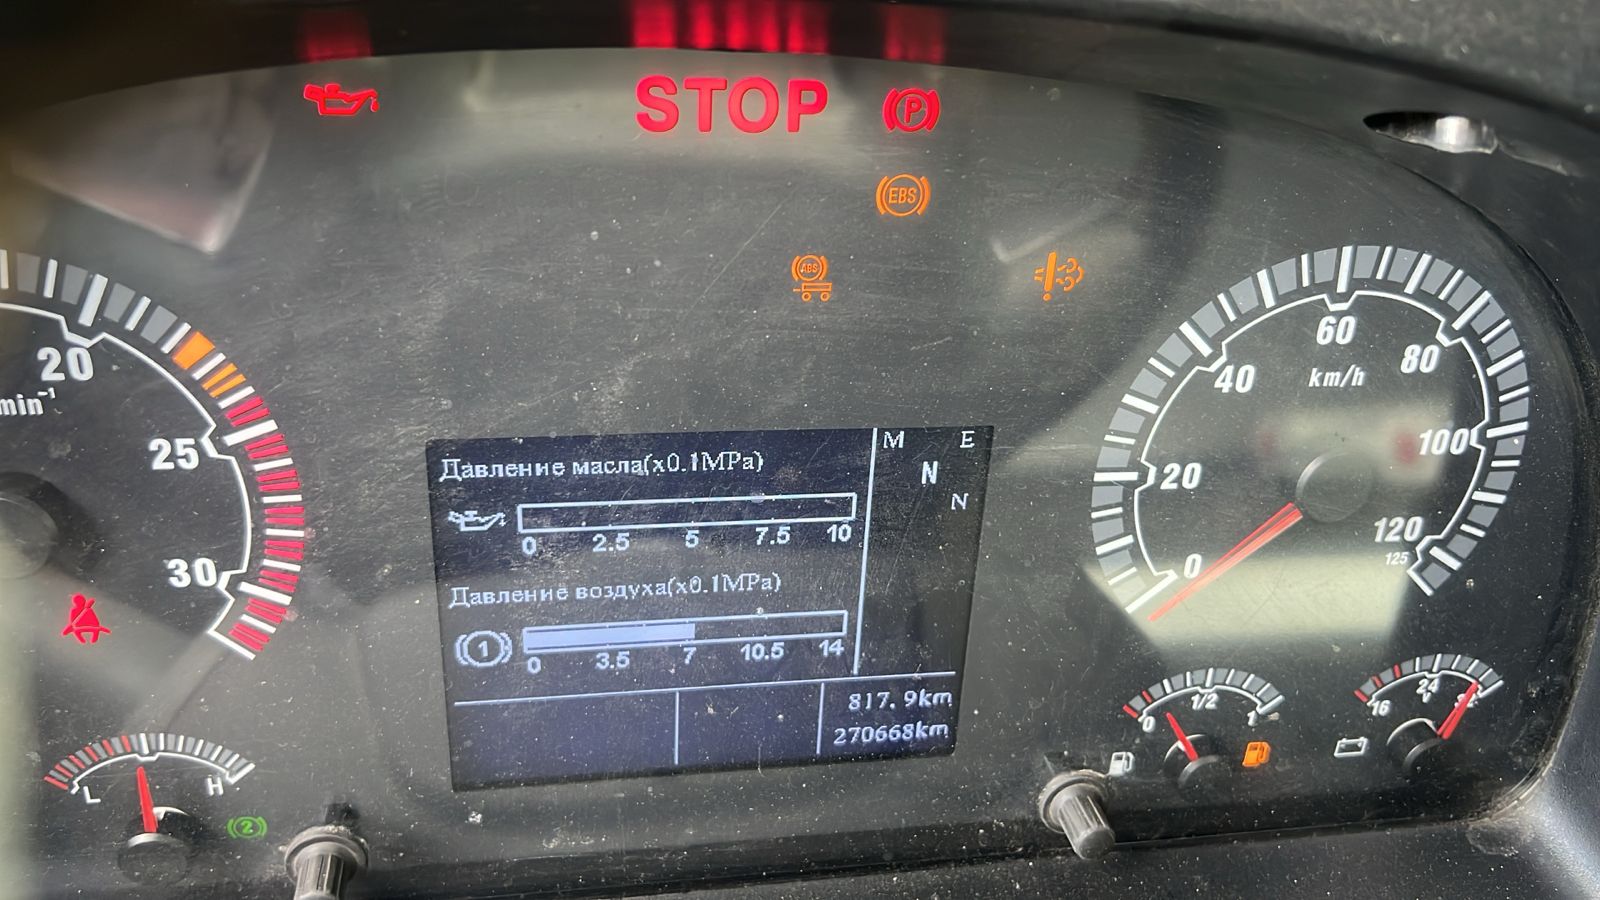 STOP
P
EBS
ABS
20
min⁻¹
25
30
L H
2
Давление масла(x0.1MPa)
0 2.5 5 7.5 10
Давление воздуха(x0.1MPa)
1
0 3.5 7 10.5 14
M E
N
N
817.9km
270668km
0 20 40 60 80 100 120
125
km/h
0 1/2 1
16 24